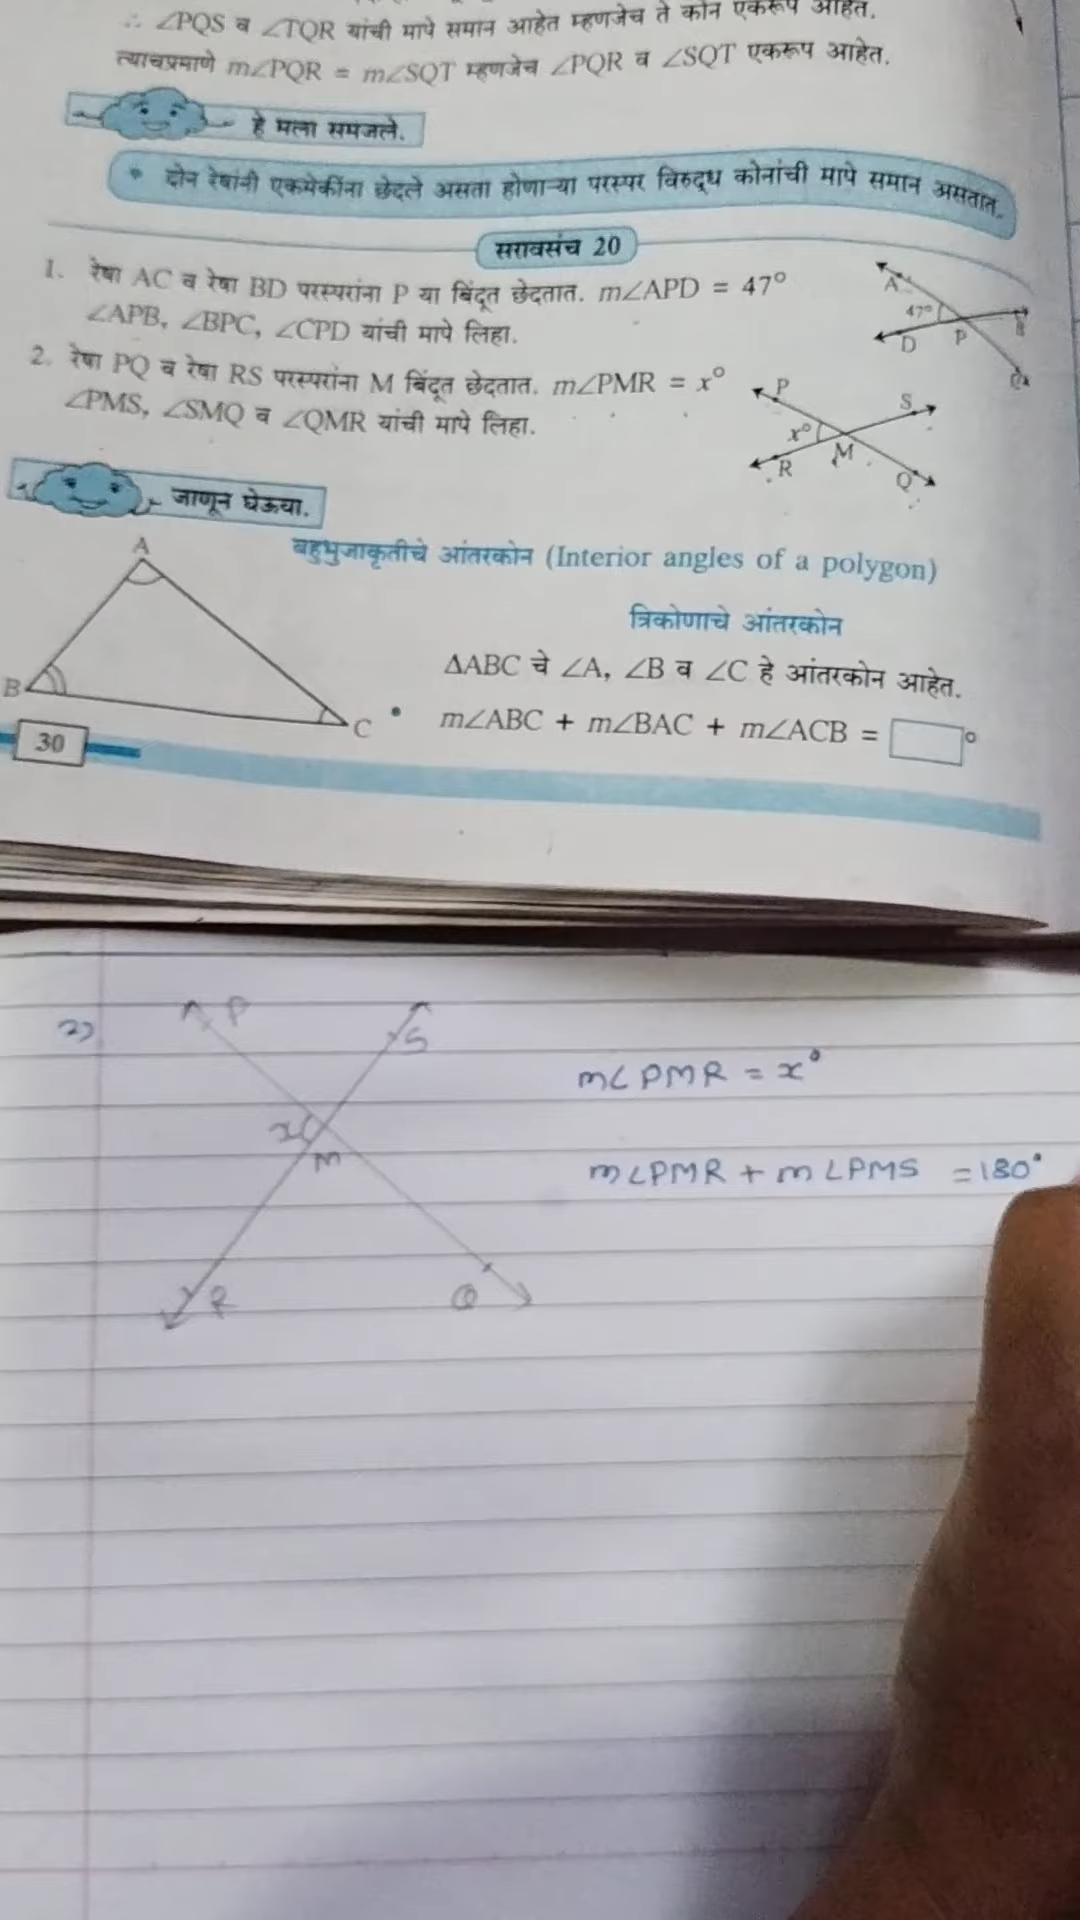 ∴ ∠PQS व ∠TQR यांची मापे समान आहेत म्हणजेच ते कोन एकरूप आहेत.
त्याचप्रमाणे m∠PQR = m∠SQT म्हणजेच ∠PQR व ∠SQT एकरूप आहेत.
हे मला समजले.
• दोन रेषांनी एकमेकींना छेदले असता होणाऱ्या परस्पर विरुद्ध कोनांची मापे समान असतात.
सरावसंच 20
1. रेषा AC व रेषा BD परस्परांना P या बिंदूत छेदतात. m∠APD = 47°
∠APB, ∠BPC, ∠CPD यांची मापे लिहा.
A
47°
D
P
2. रेषा PQ व रेषा RS परस्परांना M बिंदूत छेदतात. m∠PMR = x°
∠PMS, ∠SMQ व ∠QMR यांची मापे लिहा.
P
S
x°
M
R
Q
जाणून घेऊया.
बहुभुजाकृतीचे आंतरकोन (Interior angles of a polygon)
त्रिकोणाचे आंतरकोन
A
B
C
ΔABC चे ∠A, ∠B व ∠C हे आंतरकोन आहेत.
• m∠ABC + m∠BAC + m∠ACB = °
30
2)
P
S
x
M
R
Q
m∠PMR = x°
m∠PMR + m∠PMS = 180°